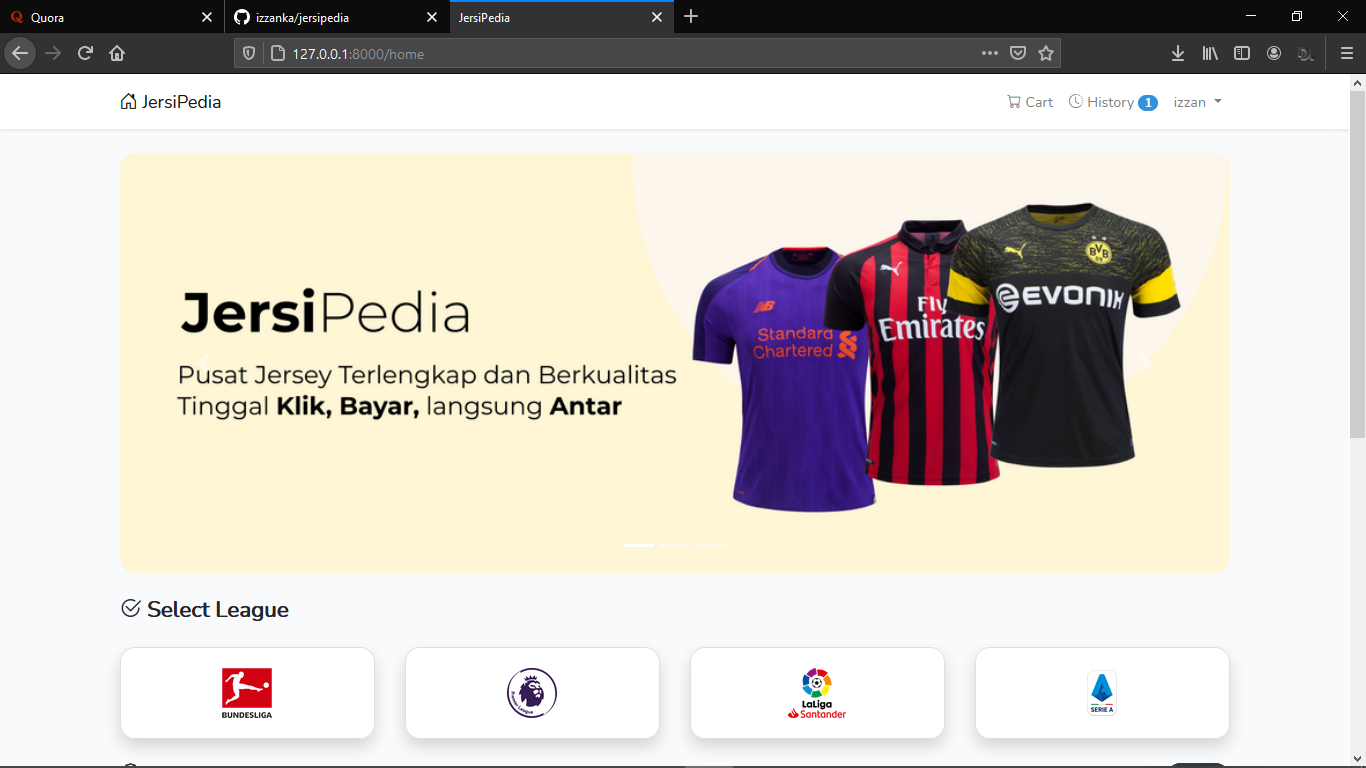 Quora
izzanka/jersipedia
JersiPedia
127.0.0.1:8000/home
JersiPedia
Cart
History 1
izzan
JersiPedia
Pusat Jersey Terlengkap dan Berkualitas
Tinggal Klik, Bayar, langsung Antar
NB
Standard
Chartered
Fly
Emirates
BVB
09
EVONIK
Select League
BUNDESLIGA
Premier League
LaLiga
Santander
SERIE A